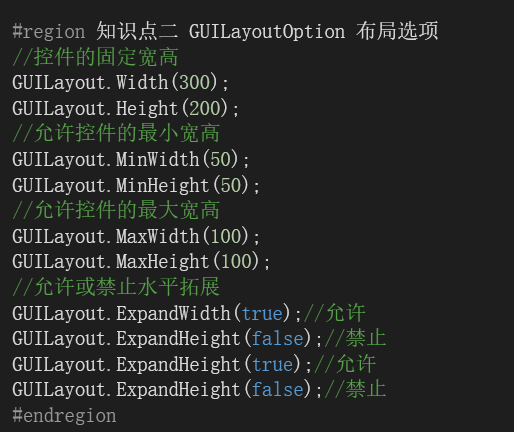 #region 知识点二 GUILayoutOption 布局选项
//控件的固定宽高
GUILayout.Width(300);
GUILayout.Height(200);
//允许控件的最小宽高
GUILayout.MinWidth(50);
GUILayout.MinHeight(50);
//允许控件的最大宽高
GUILayout.MaxWidth(100);
GUILayout.MaxHeight(100);
//允许或禁止水平拓展
GUILayout.ExpandWidth(true);//允许
GUILayout.ExpandHeight(false);//禁止
GUILayout.ExpandHeight(true);//允许
GUILayout.ExpandHeight(false);//禁止
#endregion